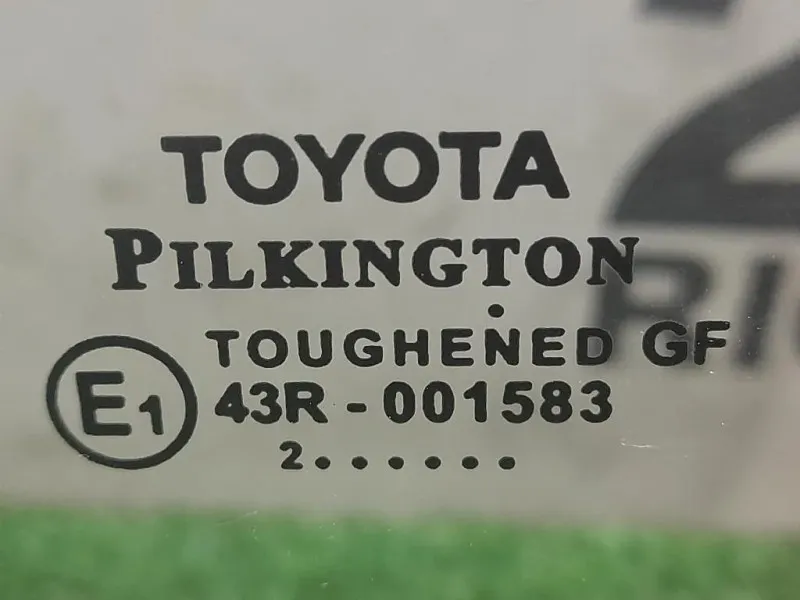 TOYOTA
PILKINGTON
TOUGHENED GF
E1 43R-001583
2......